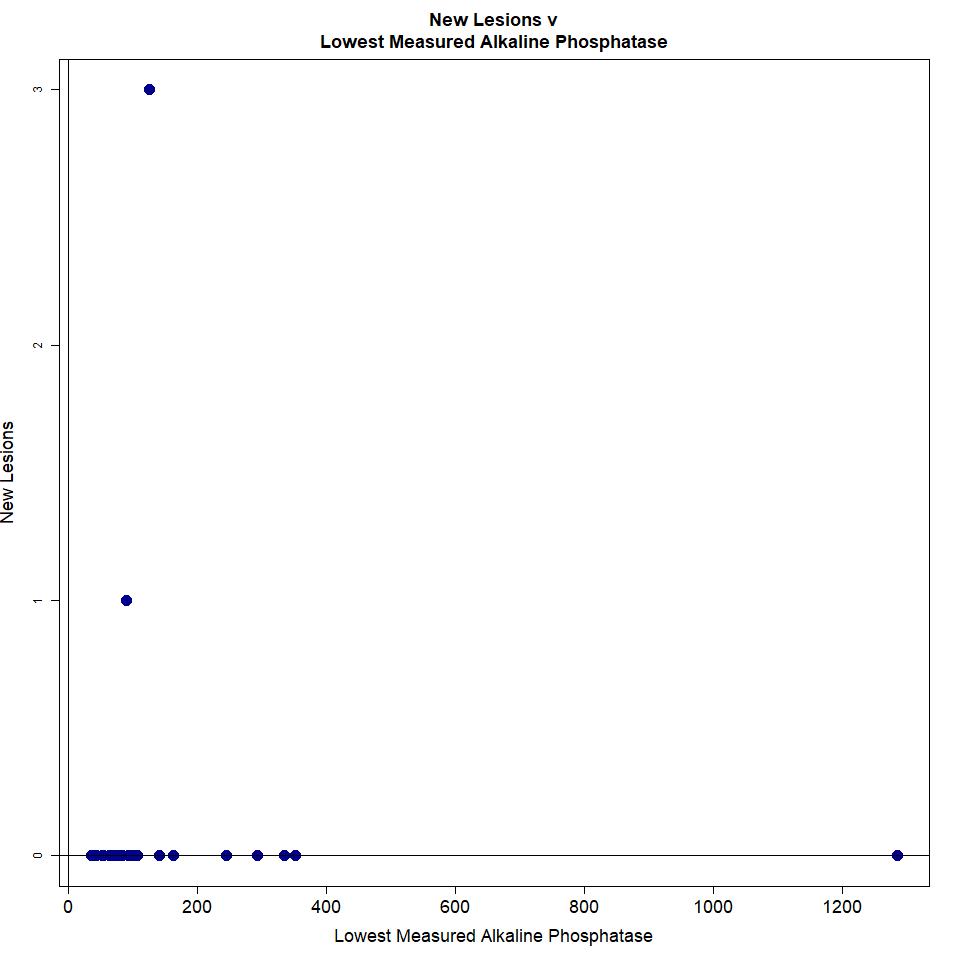 New Lesions v
Lowest Measured Alkaline Phosphatase
3
2
1
0
New Lesions
0 200 400 600 800 1000 1200
Lowest Measured Alkaline Phosphatase